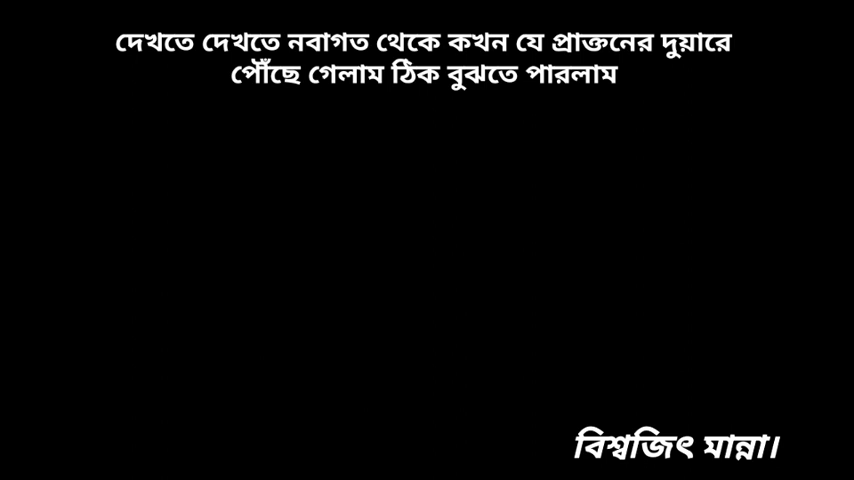 দেখতে দেখতে নবাগত থেকে কখন যে প্রাক্তনের দুয়ারে
পৌঁছে গেলাম ঠিক বুঝতে পারলাম
বিশ্বজিৎ মান্না।